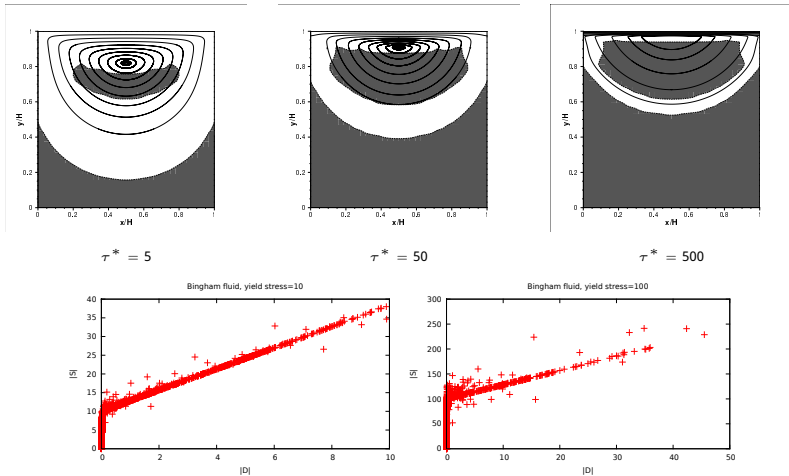 1
0.8
0.6
0.4
0.2
0
y/H
0 0.2 0.4 0.6 0.8 1
x/H
1
0.8
0.6
0.4
0.2
0
y/H
0 0.2 0.4 0.6 0.8 1
x/H
1
0.8
0.6
0.4
0.2
0
y/H
0 0.2 0.4 0.6 0.8 1
x/H
τ* = 5
τ* = 50
τ* = 500
Bingham fluid, yield stress=10
40
35
30
25
20
15
10
5
0
|S|
0 2 4 6 8 10
|D|
Bingham fluid, yield stress=100
300
250
200
150
100
50
0
|S|
0 10 20 30 40 50
|D|